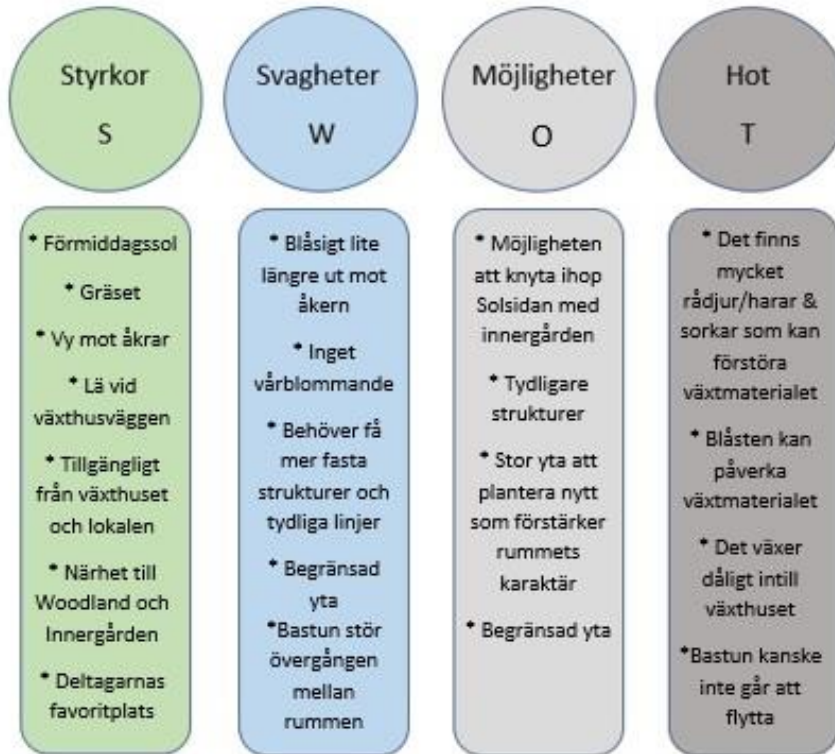 Styrkor
S
Svagheter
W
Möjligheter
O
Hot
T
* Förmiddagssol
* Gräset
* Vy mot åkrar
* Lä vid
växthusväggen
* Tillgängligt
från växthuset
och lokalen
* Närhet till
Woodland och
Innergården
* Deltagarnas
favoritplats
* Blåsigt lite
längre ut mot
åkern
* Inget
vårblommande
* Behöver få
mer fasta
strukturer och
tydliga linjer
* Begränsad
yta
*Bastun stör
övergången
mellan
rummen
* Möjligheten
att knyta ihop
Solsidan med
innergården
* Tydligare
strukturer
* Stor yta att
plantera nytt
som förstärker
rummets
karaktär
* Begränsad yta
* Det finns
mycket
rådjur/harar &
sorkar som kan
förstöra
växtmaterialet
* Blåsten kan
påverka
växtmaterialet
* Det växer
dåligt intill
växthuset
*Bastun kanske
inte går att
flytta